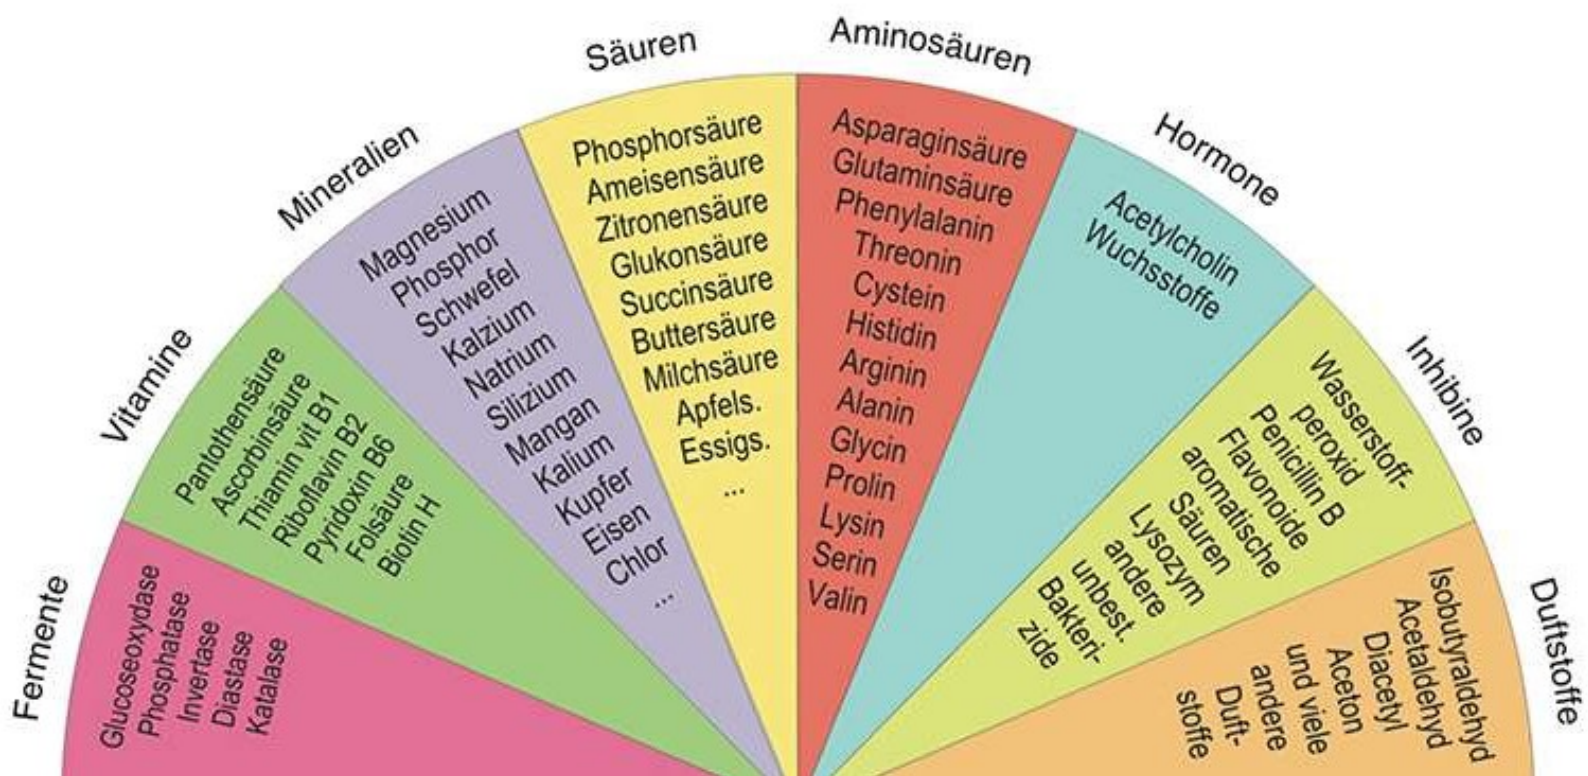 Fermente
Glucoseoxydase
Phosphatase
Invertase
Diastase
Katalase
Vitamine
Pantothensäure
Ascorbinsäure
Thiamin vit B1
Riboflavin B2
Pyridoxin B6
Folsäure
Biotin H
Mineralien
Magnesium
Phosphor
Schwefel
Kalzium
Natrium
Silizium
Mangan
Kalium
Kupfer
Eisen
Chlor
...
Säuren
Phosphorsäure
Ameisensäure
Zitronensäure
Glukonsäure
Succinsäure
Buttersäure
Milchsäure
Apfels.
Essigs.
...
Aminosäuren
Asparaginsäure
Glutaminsäure
Phenylalanin
Threonin
Cystein
Histidin
Arginin
Alanin
Glycin
Prolin
Lysin
Serin
Valin
Hormone
Acetylcholin
Wuchsstoffe
Inhibine
Wasserstoff-
peroxid
Penicillin B
Flavonoide
aromatische
Säuren
Lysozym
andere
unbest.
Bakteri-
zide
Duftstoffe
Isobutyraldehyd
Acetaldehyd
Diacetyl
Aceton
und viele
andere
Duft-
stoffe